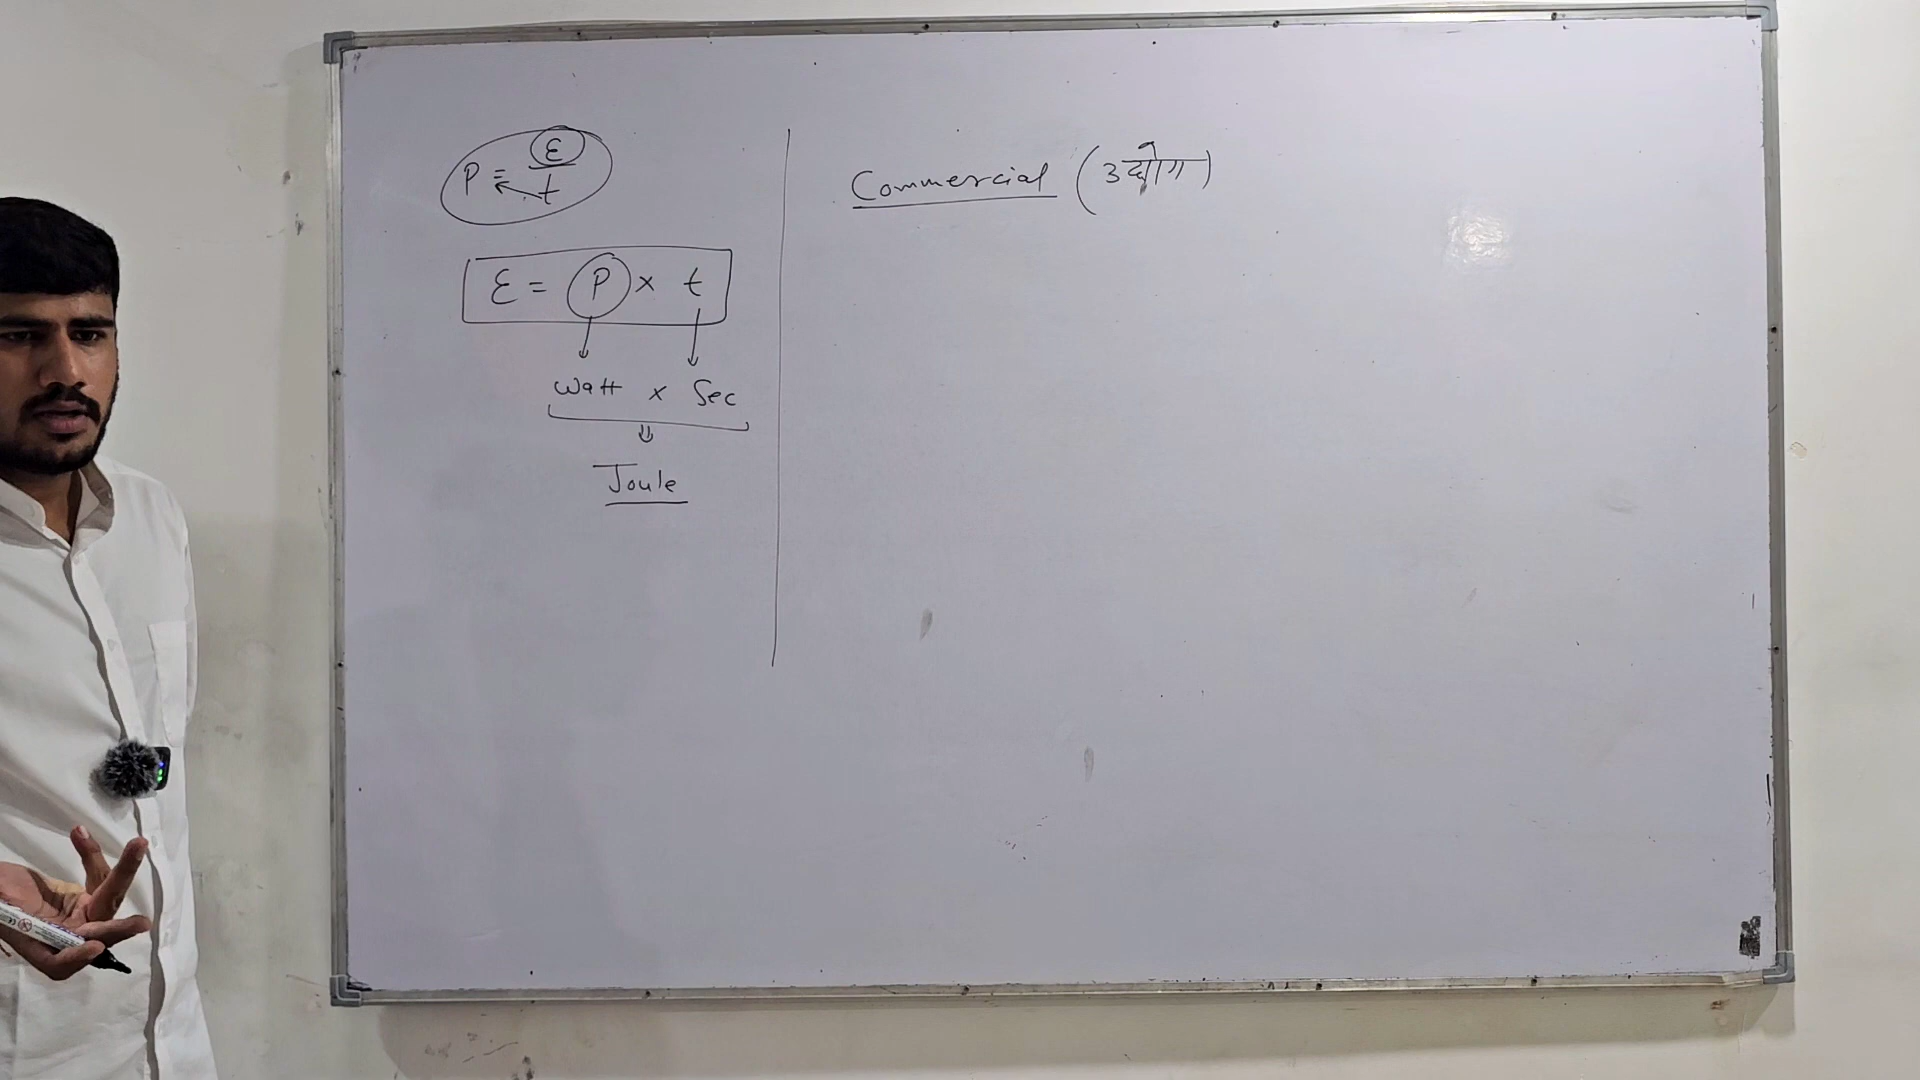 P = E/t
E = P × t
Watt × Sec
⇓
Joule
Commercial (उद्योग)